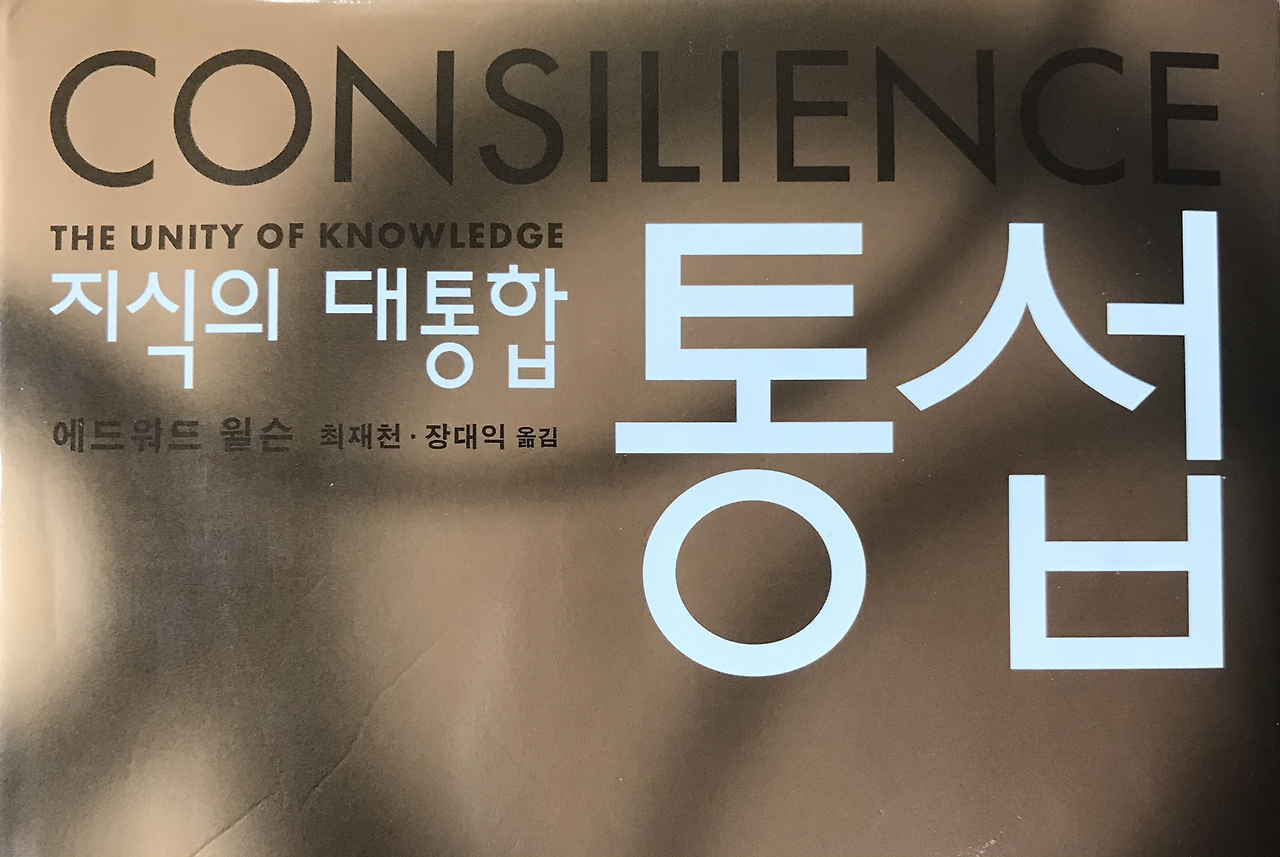 CONSILIENCE
THE UNITY OF KNOWLEDGE
지식의 대통합
통섭
에드워드 윌슨 최재천·장대익 옮김